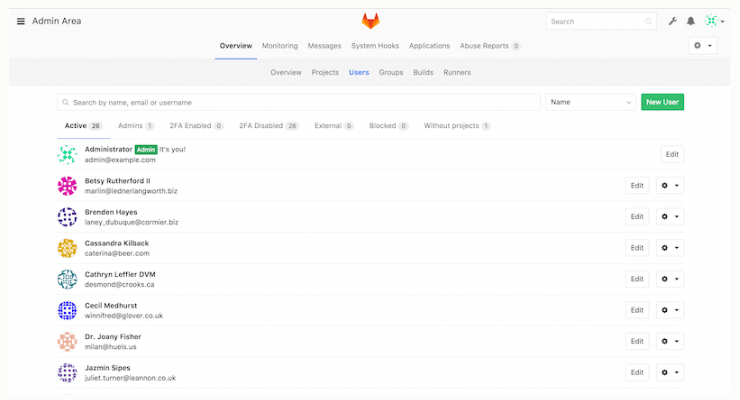 Admin Area
Search
Overview Monitoring Messages System Hooks Applications Abuse Reports 0
Overview Projects Users Groups Builds Runners
Search by name, email or username
Name
New User
Active 26 Admins 1 2FA Enabled 0 2FA Disabled 26 External 0 Blocked 0 Without projects 1
Administrator Admin It's you!
admin@example.com
Edit
Betsy Rutherford II
marlin@lednerlangworth.biz
Edit
Brenden Hayes
laney_dubuque@cormier.biz
Edit
Cassandra Kilback
caterina@beer.com
Edit
Cathryn Leffler DVM
desmond@crooks.ca
Edit
Cecil Medhurst
winnifred@glover.co.uk
Edit
Dr. Joany Fisher
milan@huels.us
Edit
Jazmin Sipes
juliet.turner@leannon.co.uk
Edit